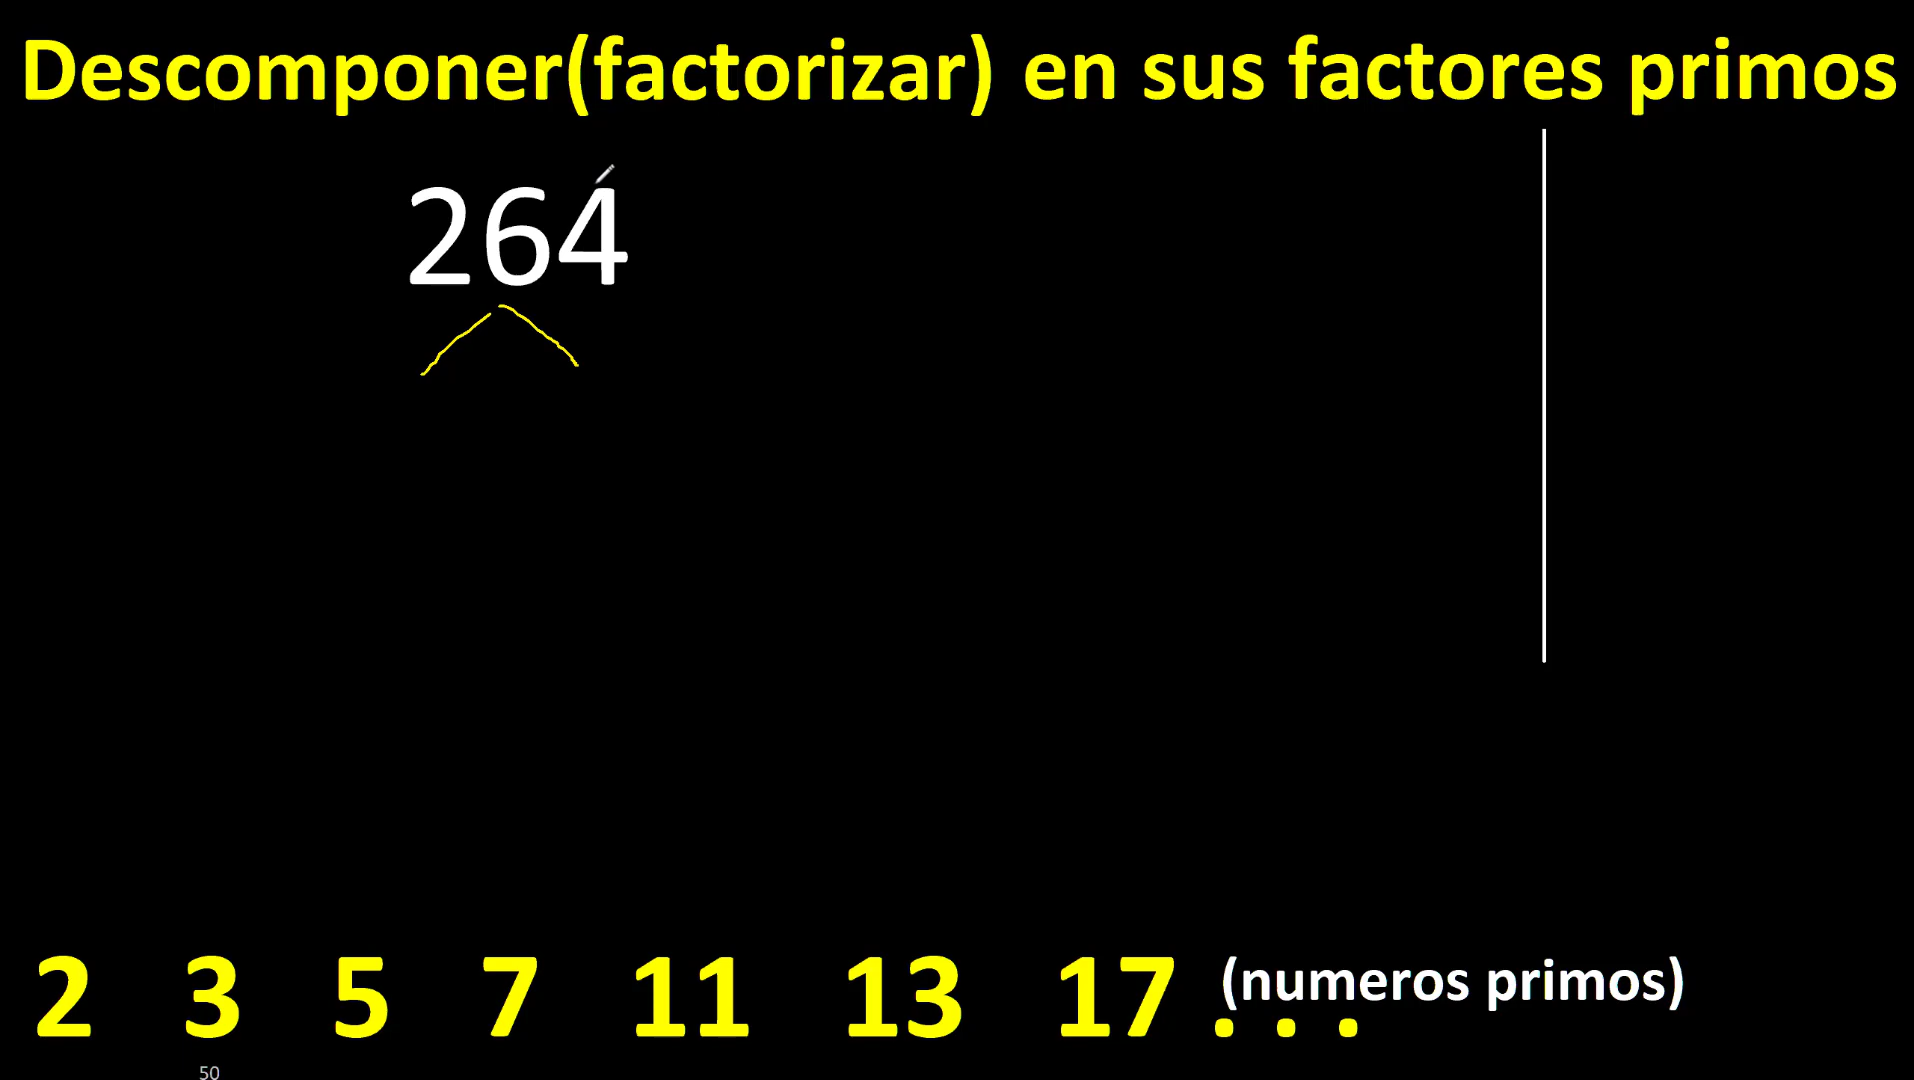 Descomponer(factorizar) en sus factores primos
264
2 3 5 7 11 13 17 . . . (numeros primos)
50